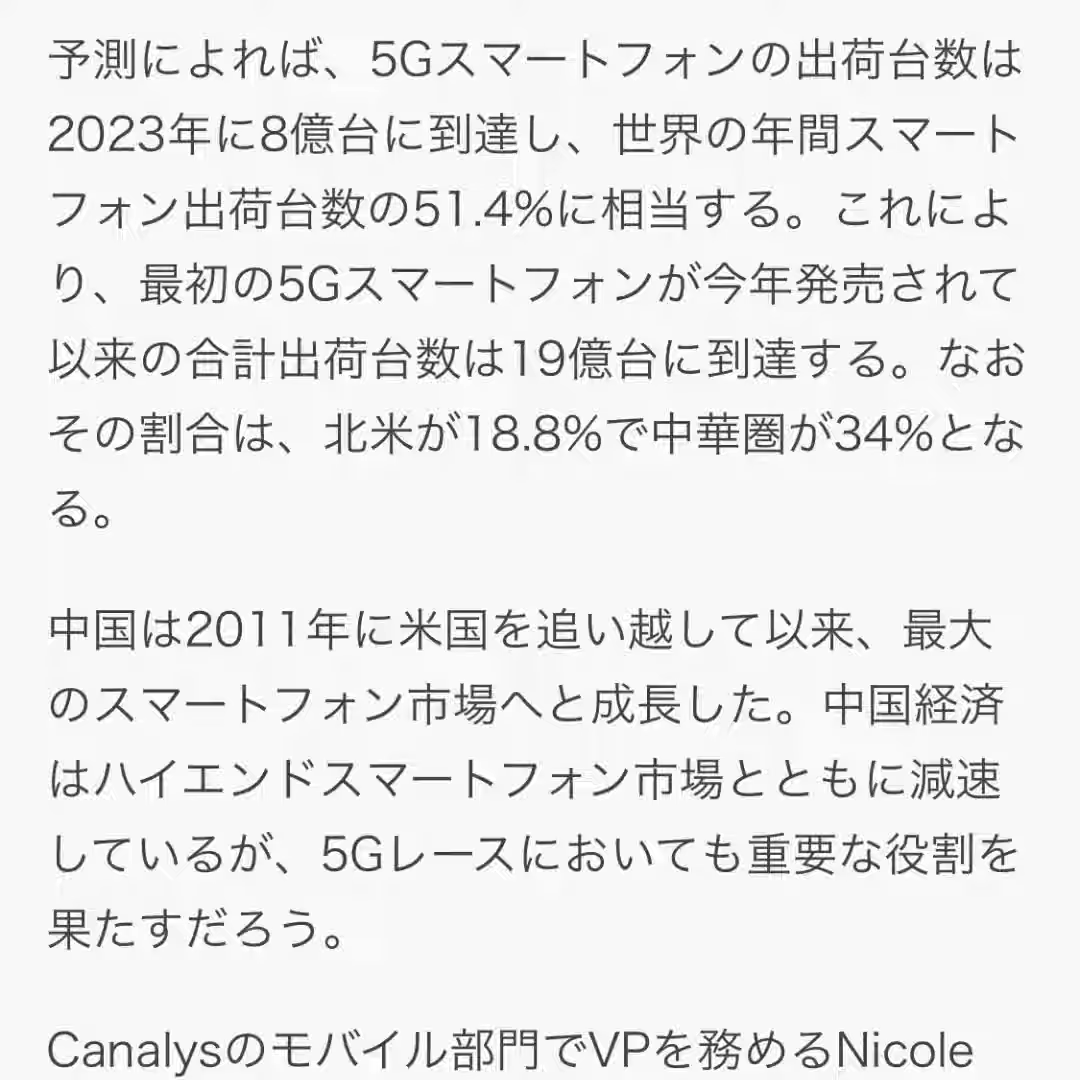 予測によれば、5Gスマートフォンの出荷台数は
2023年に8億台に到達し、世界の年間スマート
フォン出荷台数の51.4%に相当する。これによ
り、最初の5Gスマートフォンが今年発売されて
以来の合計出荷台数は19億台に到達する。なお
その割合は、北米が18.8%で中華圏が34%とな
る。
中国は2011年に米国を追い越して以来、最大
のスマートフォン市場へと成長した。中国経済
はハイエンドスマートフォン市場とともに減速
しているが、5Gレースにおいても重要な役割を
果たすだろう。
Canalysのモバイル部門でVPを務めるNicole